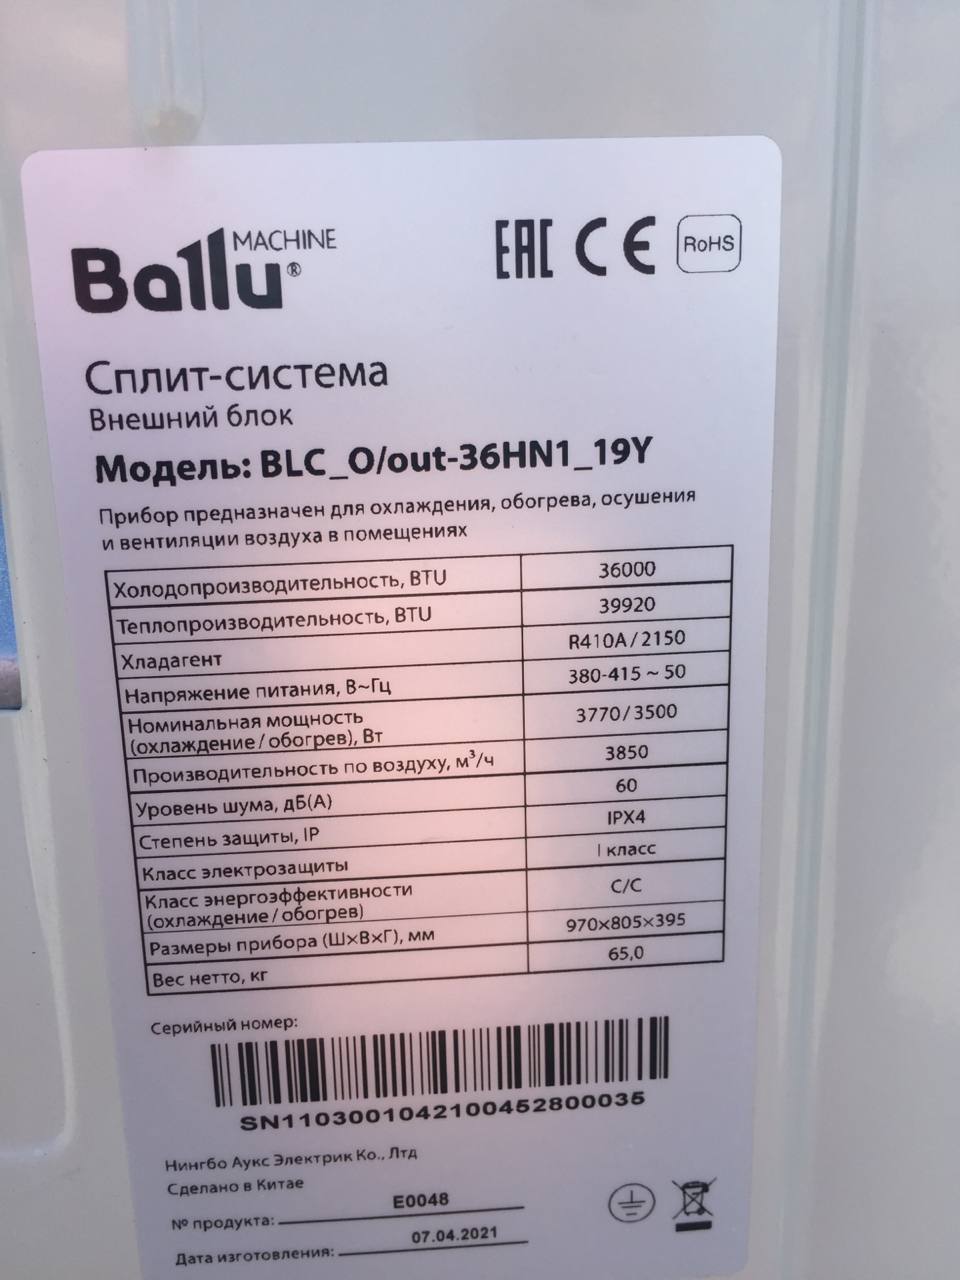 Ballu® MACHINE
EAC CE RoHS
Сплит-система
Внешний блок
Модель: BLC_O/out-36HN1_19Y
Прибор предназначен для охлаждения, обогрева, осушения
и вентиляции воздуха в помещениях
Холодопроизводительность, BTU 36000
Теплопроизводительность, BTU 39920
Хладагент R410A/2150
Напряжение питания, В~Гц 380-415 ~ 50
Номинальная мощность
(охлаждение/обогрев), Вт 3770/3500
Производительность по воздуху, м³/ч 3850
Уровень шума, дБ(А) 60
Степень защиты, IP IPX4
Класс электрозащиты I класс
Класс энергоэффективности
(охлаждение/обогрев) C/C
Размеры прибора (Ш×В×Г), мм 970×805×395
Вес нетто, кг 65,0
Серийный номер:
SN1103001042100452800035
Нингбо Аукс Электрик Ко., Лтд
Сделано в Китае
№ продукта: E0048
Дата изготовления: 07.04.2021